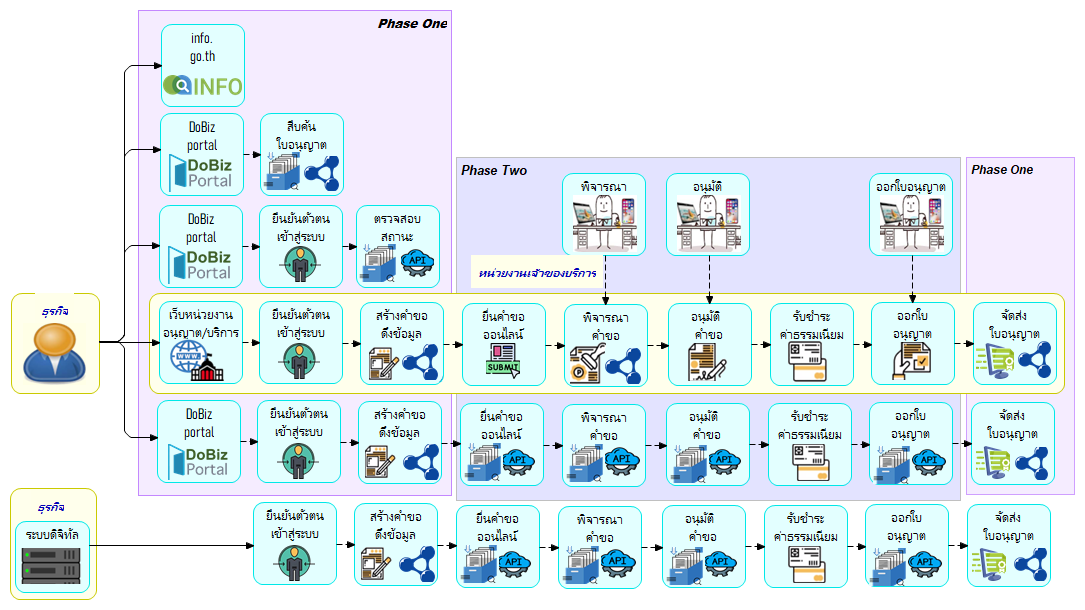 Phase One
info.
go.th
INFO
DoBiz
portal
DoBiz
Portal
สืบค้น
ใบอนุญาต
Phase Two
Phase One
พิจารณา
อนุมัติ
ออกใบอนุญาต
DoBiz
portal
DoBiz
Portal
ยืนยันตัวตน
เข้าสู่ระบบ
ตรวจสอบ
สถานะ
API
หน่วยงานเจ้าของบริการ
ธุรกิจ
เว็บหน่วยงาน
อนุญาต/บริการ
WWW
ยืนยันตัวตน
เข้าสู่ระบบ
สร้างคำขอ
ดึงข้อมูล
ยื่นคำขอ
ออนไลน์
SUBMIT
พิจารณา
คำขอ
P
อนุมัติ
คำขอ
รับชำระ
ค่าธรรมเนียม
ออกใบ
อนุญาต
จัดส่ง
ใบอนุญาต
DoBiz
portal
DoBiz
Portal
ยืนยันตัวตน
เข้าสู่ระบบ
สร้างคำขอ
ดึงข้อมูล
ยื่นคำขอ
ออนไลน์
API
พิจารณา
คำขอ
API
อนุมัติ
คำขอ
API
รับชำระ
ค่าธรรมเนียม
ออกใบ
อนุญาต
API
จัดส่ง
ใบอนุญาต
ธุรกิจ
ระบบดิจิทัล
ยืนยันตัวตน
เข้าสู่ระบบ
สร้างคำขอ
ดึงข้อมูล
ยื่นคำขอ
ออนไลน์
API
พิจารณา
คำขอ
API
อนุมัติ
คำขอ
API
รับชำระ
ค่าธรรมเนียม
ออกใบ
อนุญาต
API
จัดส่ง
ใบอนุญาต